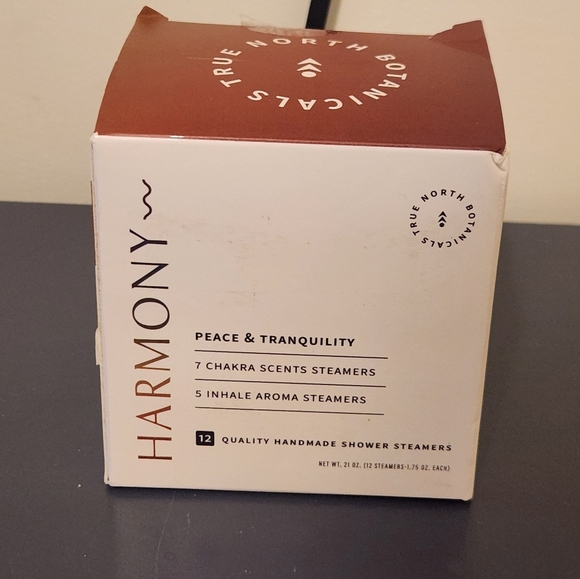 TRUE NORTH BOTANICALS
TRUE NORTH BOTANICALS
HARMONY
PEACE & TRANQUILITY
7 CHAKRA SCENTS STEAMERS
5 INHALE AROMA STEAMERS
12 QUALITY HANDMADE SHOWER STEAMERS
NET WT. 21 OZ. (12 STEAMERS-1.75 OZ. EACH)